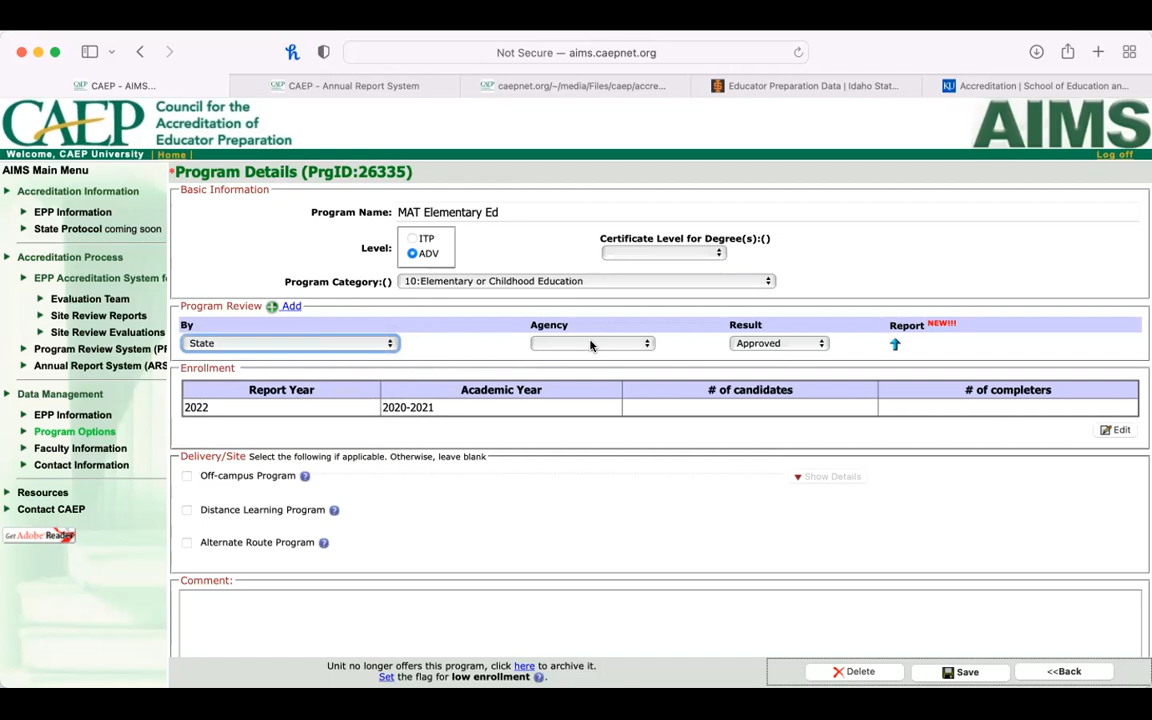 Not Secure — aims.caepnet.org
CAEP - AIMS...
CAEP - Annual Report System
caepnet.org/~/media/Files/caep/accre...
Educator Preparation Data | Idaho Stat...
KU Accreditation | School of Education an...
CAEP Council for the Accreditation of Educator Preparation
AIMS
Welcome, CAEP University | Home |
Log off
AIMS Main Menu
Accreditation Information
EPP Information
State Protocol coming soon
Accreditation Process
EPP Accreditation System f
Evaluation Team
Site Review Reports
Site Review Evaluations
Program Review System (PF
Annual Report System (ARS
Data Management
EPP Information
Program Options
Faculty Information
Contact Information
Resources
Contact CAEP
Get Adobe Reader
*Program Details (PrgID:26335)
Basic Information
Program Name: MAT Elementary Ed
Level: ITP
ADV
Certificate Level for Degree(s):()
Program Category:() 10:Elementary or Childhood Education
Program Review Add
By Agency Result Report NEW!!!
State Approved
Enrollment
Report Year Academic Year # of candidates # of completers
2022 2020-2021
Edit
Delivery/Site Select the following if applicable. Otherwise, leave blank
Off-campus Program ? Show Details
Distance Learning Program ?
Alternate Route Program ?
Comment:
Unit no longer offers this program, click here to archive it.
Set the flag for low enrollment ?.
Delete Save <<Back